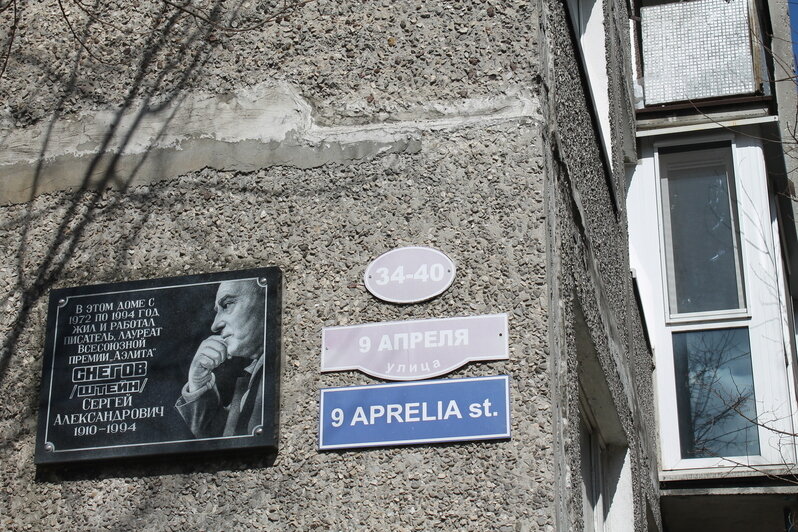 В ЭТОМ ДОМЕ С
1972 ПО 1994 ГОД
ЖИЛ И РАБОТАЛ
ПИСАТЕЛЬ, ЛАУРЕАТ
ВСЕСОЮЗНОЙ
ПРЕМИИ „АЭЛИТА"
СНЕГОВ
/ШТЕЙН/
СЕРГЕЙ
АЛЕКСАНДРОВИЧ
1910-1994
34-40
9 АПРЕЛЯ
улица
9 APRELIA st.